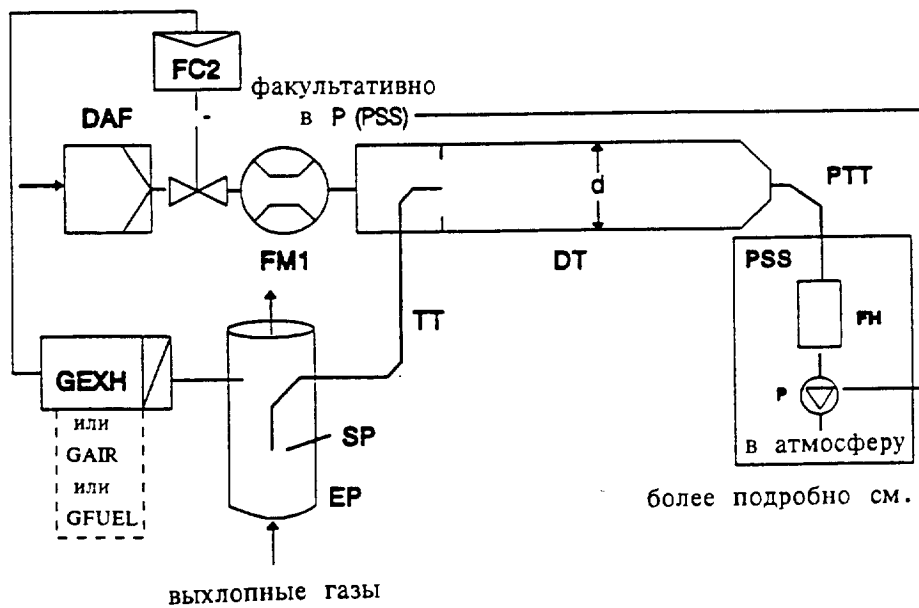 FC2
факультативно
в P (PSS)
DAF
d
PTT
FM1
DT
PSS
FH
TT
GEXH
P
или
GAIR
или
GFUEL
SP
EP
в атмосферу
более подробно см.
выхлопные газы